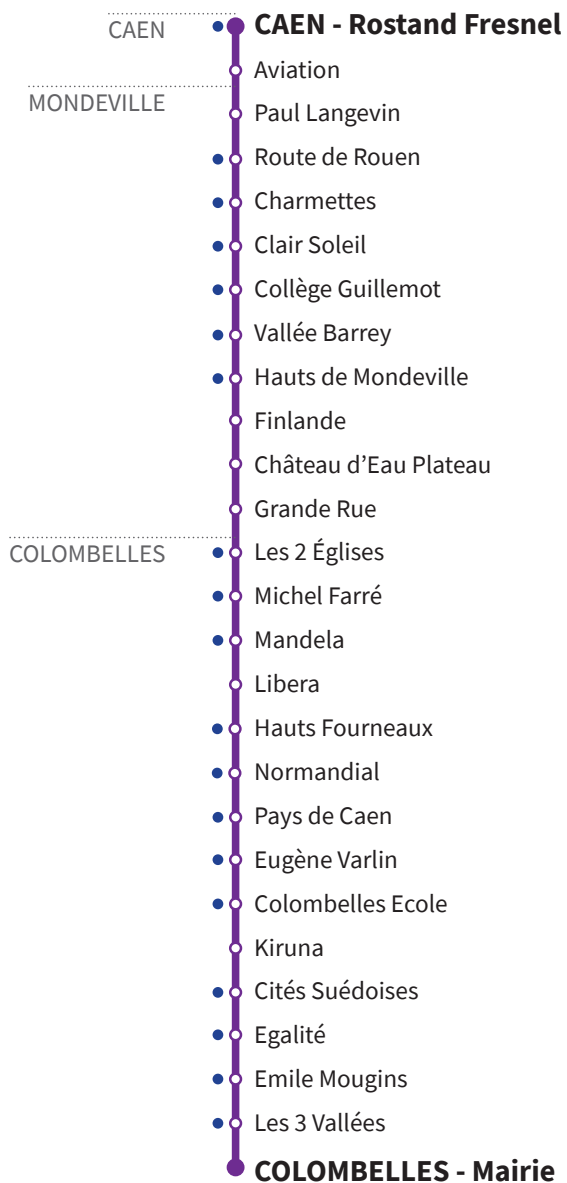 CAEN
CAEN - Rostand Fresnel
Aviation
MONDEVILLE
Paul Langevin
Route de Rouen
Charmettes
Clair Soleil
Collège Guillemot
Vallée Barrey
Hauts de Mondeville
Finlande
Château d’Eau Plateau
Grande Rue
COLOMBELLES
Les 2 Églises
Michel Farré
Mandela
Libera
Hauts Fourneaux
Normandial
Pays de Caen
Eugène Varlin
Colombelles Ecole
Kiruna
Cités Suédoises
Egalité
Emile Mougins
Les 3 Vallées
COLOMBELLES - Mairie